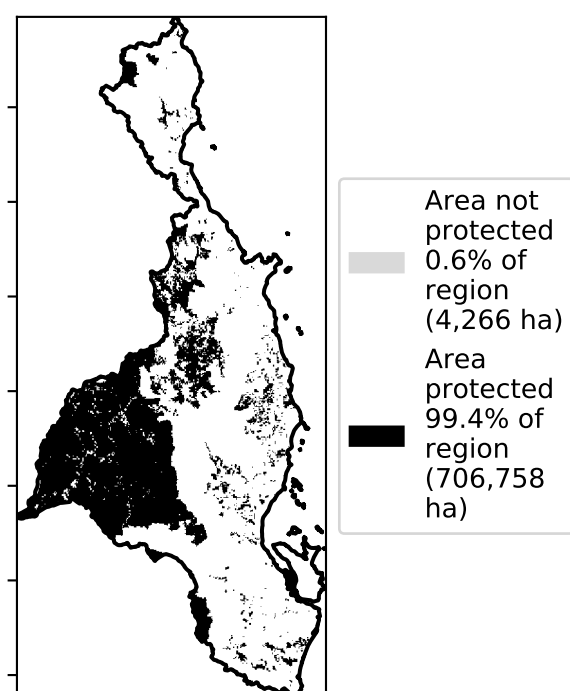 Area not
protected
0.6% of
region
(4,266 ha)
Area
protected
99.4% of
region
(706,758
ha)